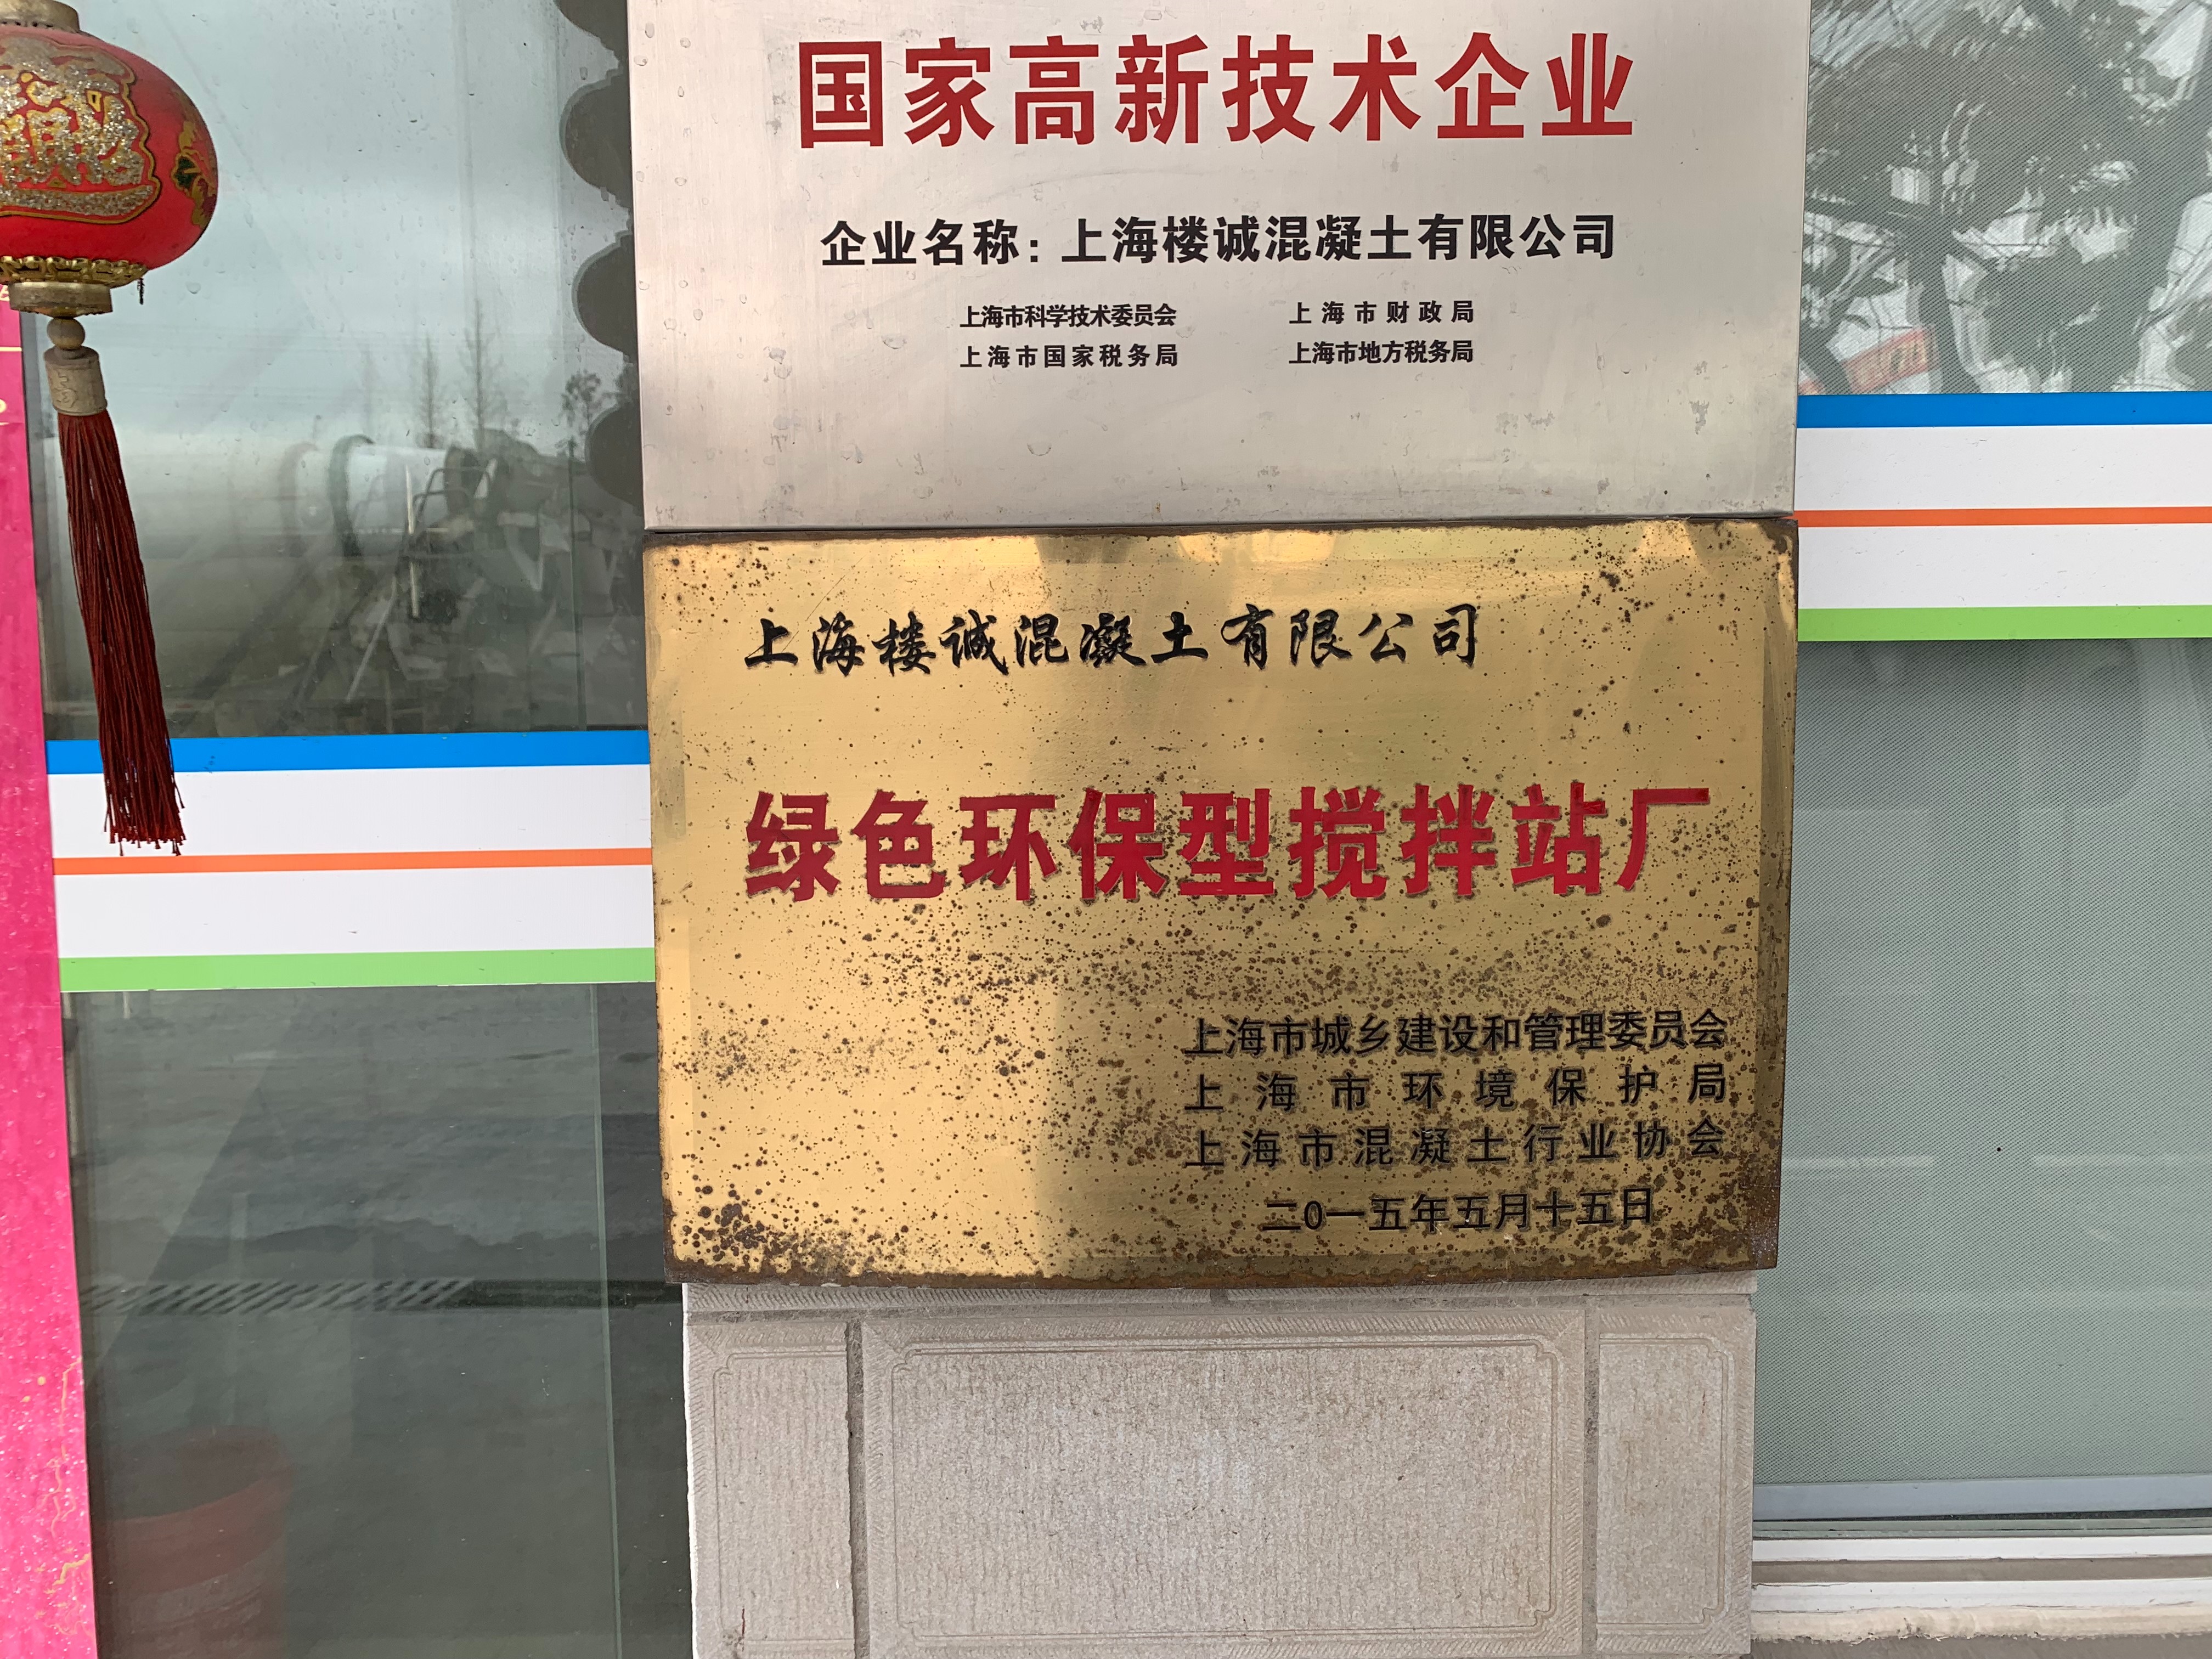 国家高新技术企业
企业名称：上海楼诚混凝土有限公司
上海市科学技术委员会 上海市财政局
上海市国家税务局 上海市地方税务局
上海楼诚混凝土有限公司
绿色环保型搅拌站厂
上海市城乡建设和管理委员会
上海市环境保护局
上海市混凝土行业协会
二0一五年五月十五日